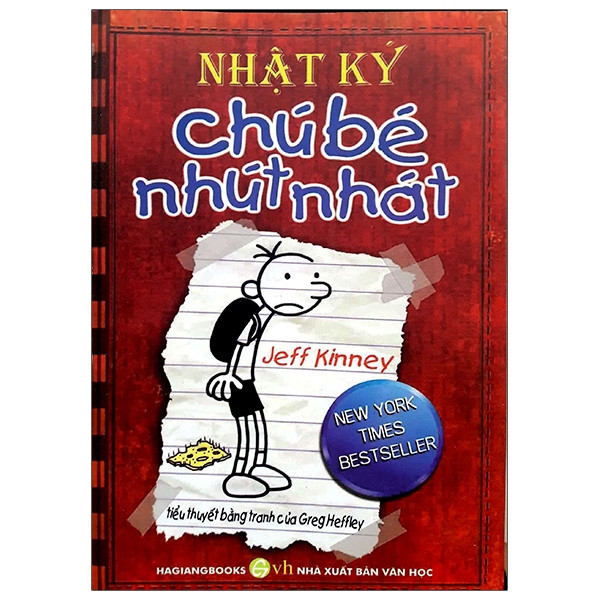 NHẬT KÝ
chú bé
nhút nhát
Jeff Kinney
NEW YORK
TIMES
BESTSELLER
tiểu thuyết bằng tranh của Greg Heffley
HAGIANGBOOKS vh NHÀ XUẤT BẢN VĂN HỌC